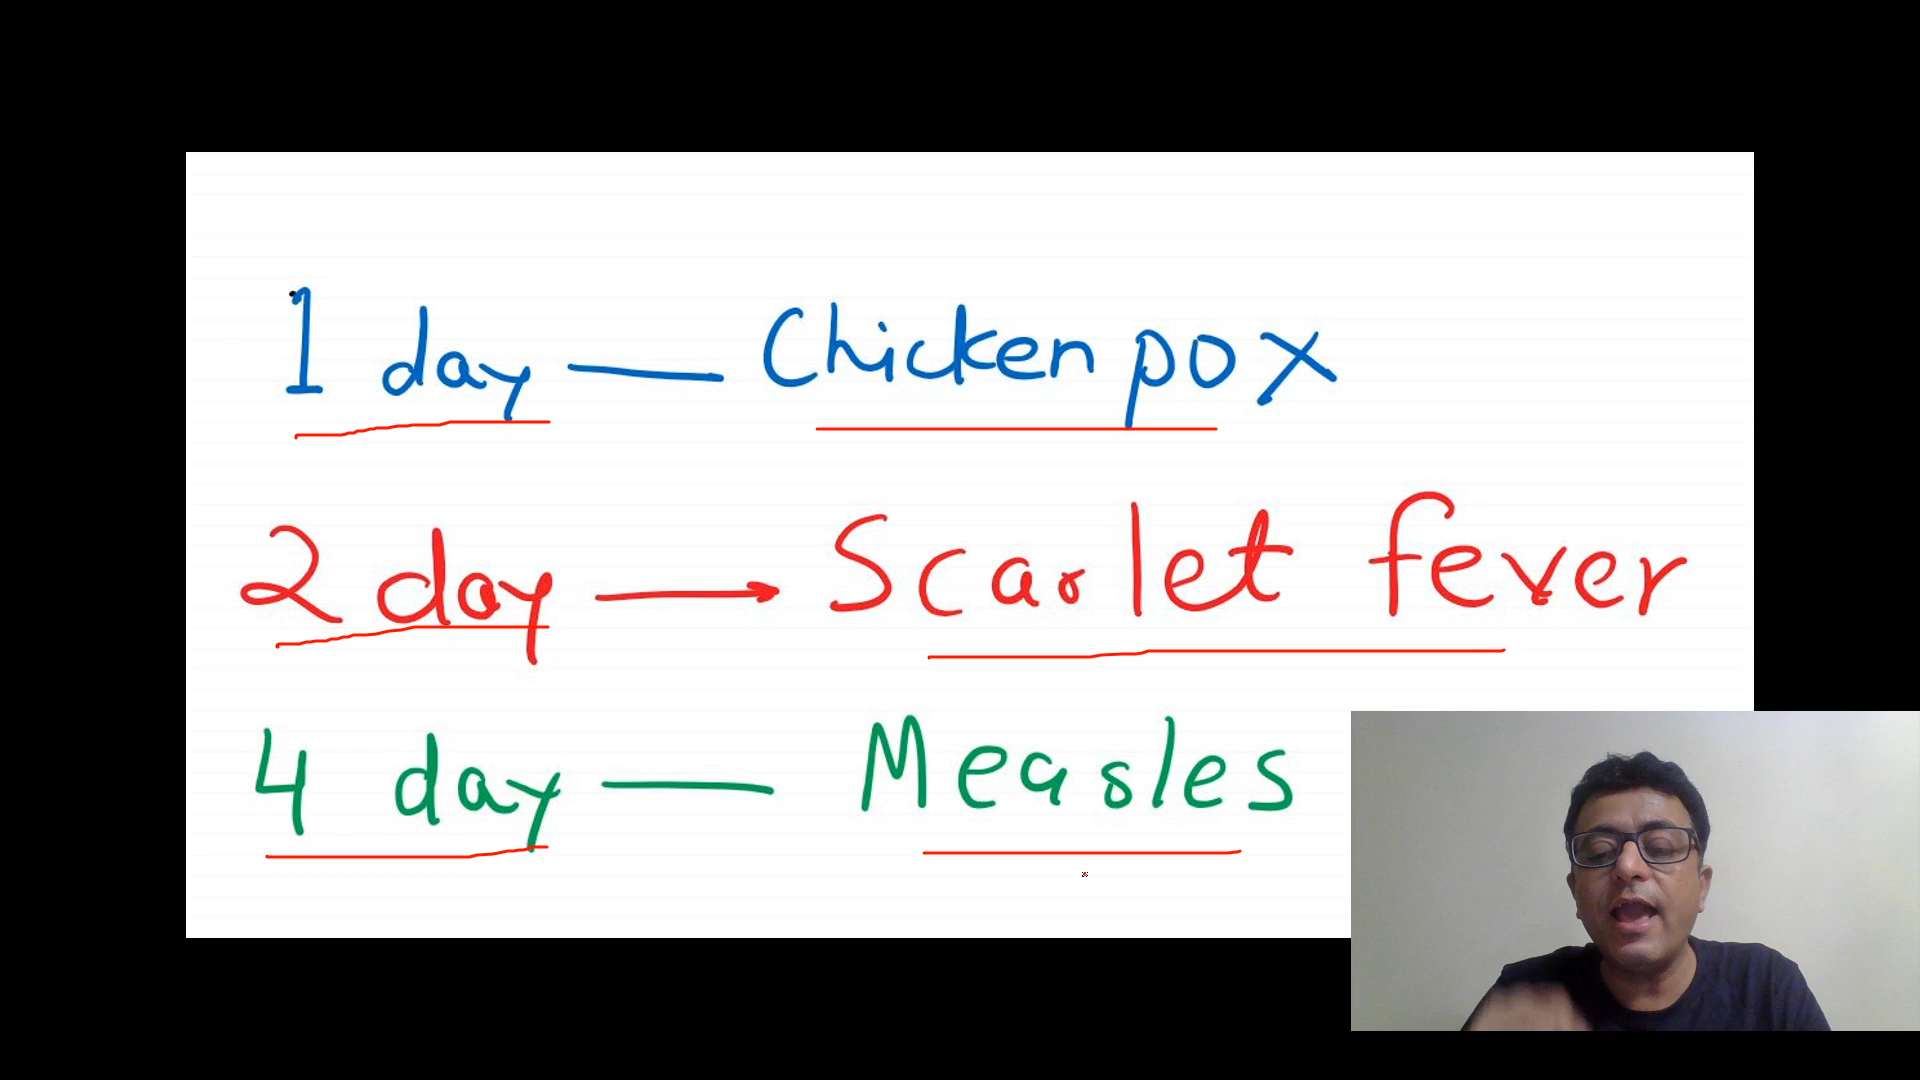 1 day — Chicken pox
2 day → Scarlet fever
4 day — Measles